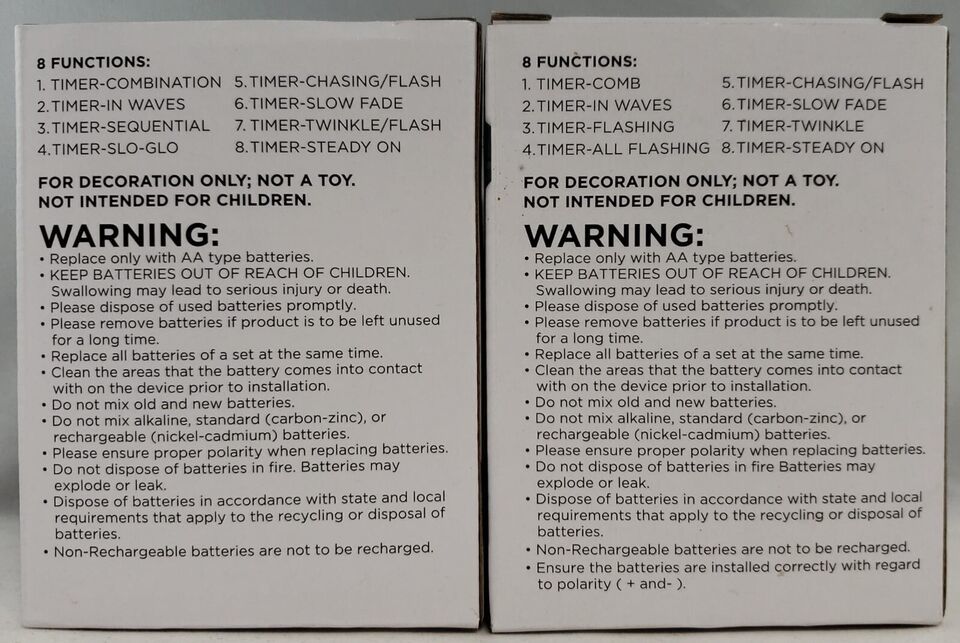 8 FUNCTIONS:
1. TIMER-COMBINATION 5.TIMER-CHASING/FLASH
2.TIMER-IN WAVES 6.TIMER-SLOW FADE
3.TIMER-SEQUENTIAL 7. TIMER-TWINKLE/FLASH
4.TIMER-SLO-GLO 8.TIMER-STEADY ON
FOR DECORATION ONLY; NOT A TOY.
NOT INTENDED FOR CHILDREN.
WARNING:
• Replace only with AA type batteries.
• KEEP BATTERIES OUT OF REACH OF CHILDREN.
Swallowing may lead to serious injury or death.
• Please dispose of used batteries promptly.
• Please remove batteries if product is to be left unused
for a long time.
• Replace all batteries of a set at the same time.
• Clean the areas that the battery comes into contact
with on the device prior to installation.
• Do not mix old and new batteries.
• Do not mix alkaline, standard (carbon-zinc), or
rechargeable (nickel-cadmium) batteries.
• Please ensure proper polarity when replacing batteries.
• Do not dispose of batteries in fire. Batteries may
explode or leak.
• Dispose of batteries in accordance with state and local
requirements that apply to the recycling or disposal of
batteries.
• Non-Rechargeable batteries are not to be recharged.
8 FUNCTIONS:
1. TIMER-COMB 5.TIMER-CHASING/FLASH
2.TIMER-IN WAVES 6.TIMER-SLOW FADE
3.TIMER-FLASHING 7. TIMER-TWINKLE
4.TIMER-ALL FLASHING 8.TIMER-STEADY ON
FOR DECORATION ONLY; NOT A TOY.
NOT INTENDED FOR CHILDREN.
WARNING:
• Replace only with AA type batteries.
• KEEP BATTERIES OUT OF REACH OF CHILDREN.
Swallowing may lead to serious injury or death.
• Please dispose of used batteries promptly.
• Please remove batteries if product is to be left unused
for a long time.
• Replace all batteries of a set at the same time.
• Clean the areas that the battery comes into contact
with on the device prior to installation.
• Do not mix old and new batteries.
• Do not mix alkaline, standard (carbon-zinc), or
rechargeable (nickel-cadmium) batteries.
• Please ensure proper polarity when replacing batteries.
• Do not dispose of batteries in fire Batteries may
explode or leak.
• Dispose of batteries in accordance with state and local
requirements that apply to the recycling or disposal of
batteries.
• Non-Rechargeable batteries are not to be recharged.
• Ensure the batteries are installed correctly with regard
to polarity ( + and- ).